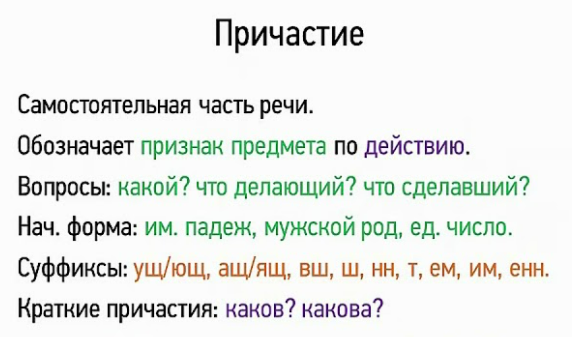 Причастие
Самостоятельная часть речи.
Обозначает признак предмета по действию.
Вопросы: какой? что делающий? что сделавший?
Нач. форма: им. падеж, мужской род, ед. число.
Суффиксы: ущ/ющ, ащ/ящ, вш, ш, нн, т, ем, им, енн.
Краткие причастия: каков? какова?